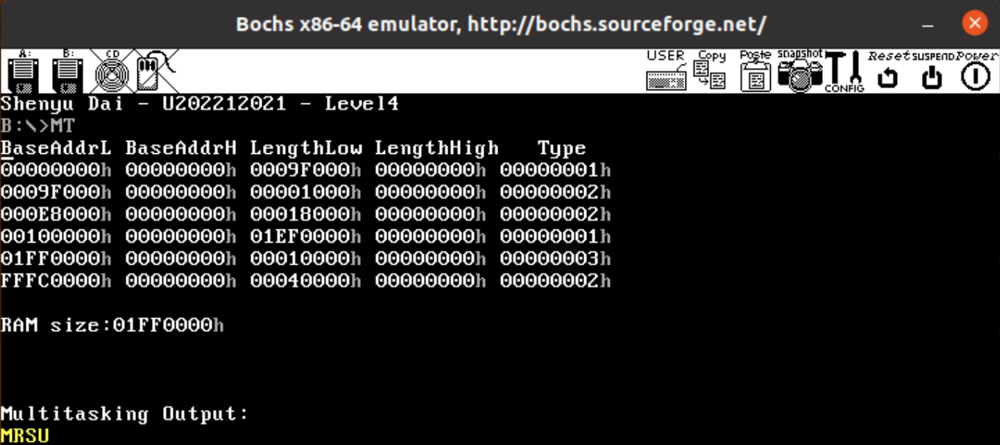 Bochs x86-64 emulator, http://bochs.sourceforge.net/
A: B: CD USER Copy Paste snapshot CONFIG Reset SUSPEND Power
Shenyu Dai - U202212021 - Level4
B:\>MT
BaseAddrL BaseAddrH LengthLow LengthHigh Type
00000000h 00000000h 0009F000h 00000000h 00000001h
0009F000h 00000000h 00001000h 00000000h 00000002h
000E8000h 00000000h 00018000h 00000000h 00000002h
00100000h 00000000h 01EF0000h 00000000h 00000001h
01FF0000h 00000000h 00010000h 00000000h 00000003h
FFFC0000h 00000000h 00040000h 00000000h 00000002h
RAM size:01FF0000h
Multitasking Output:
MRSU